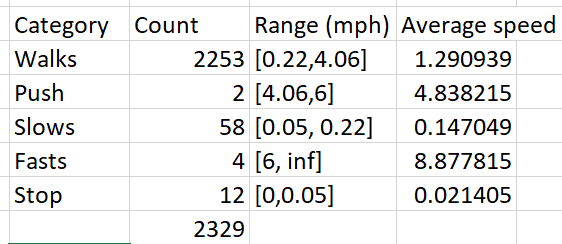 Category Count Range (mph) Average speed
Walks 2253 [0.22,4.06] 1.290939
Push 2 [4.06,6] 4.838215
Slows 58 [0.05, 0.22] 0.147049
Fasts 4 [6, inf] 8.877815
Stop 12 [0,0.05] 0.021405
2329